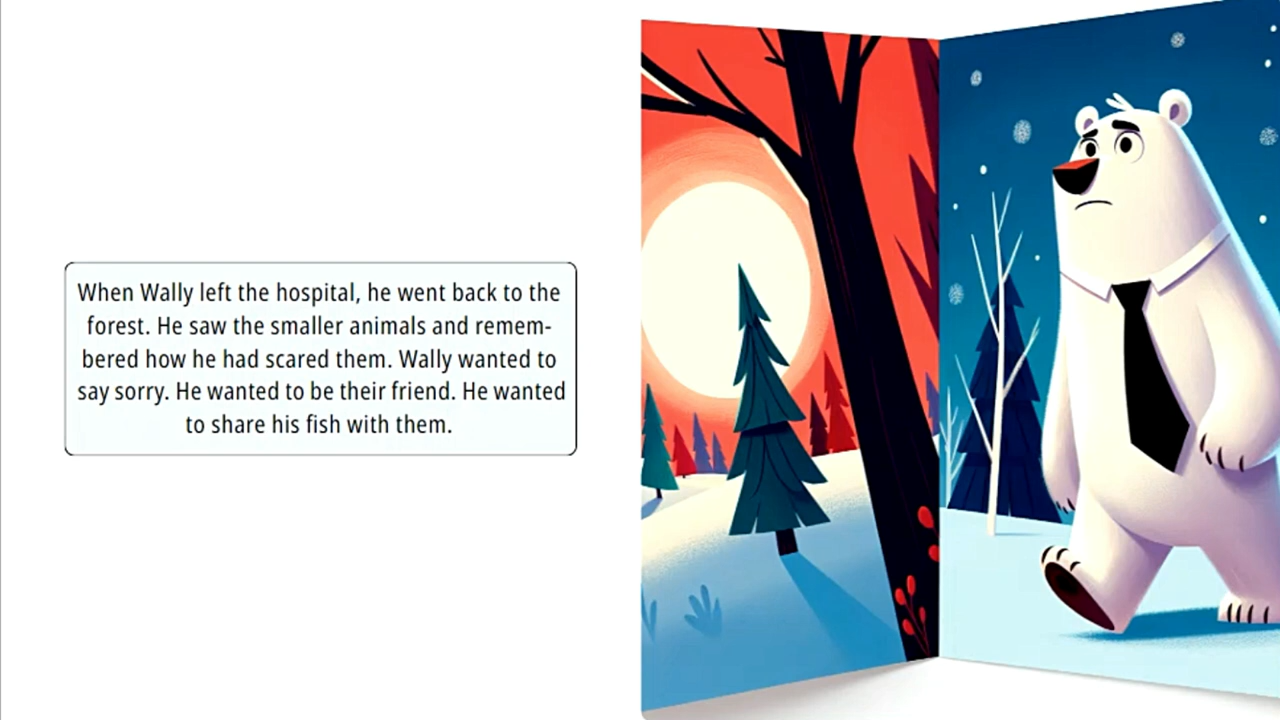 When Wally left the hospital, he went back to the
forest. He saw the smaller animals and remem-
bered how he had scared them. Wally wanted to
say sorry. He wanted to be their friend. He wanted
to share his fish with them.